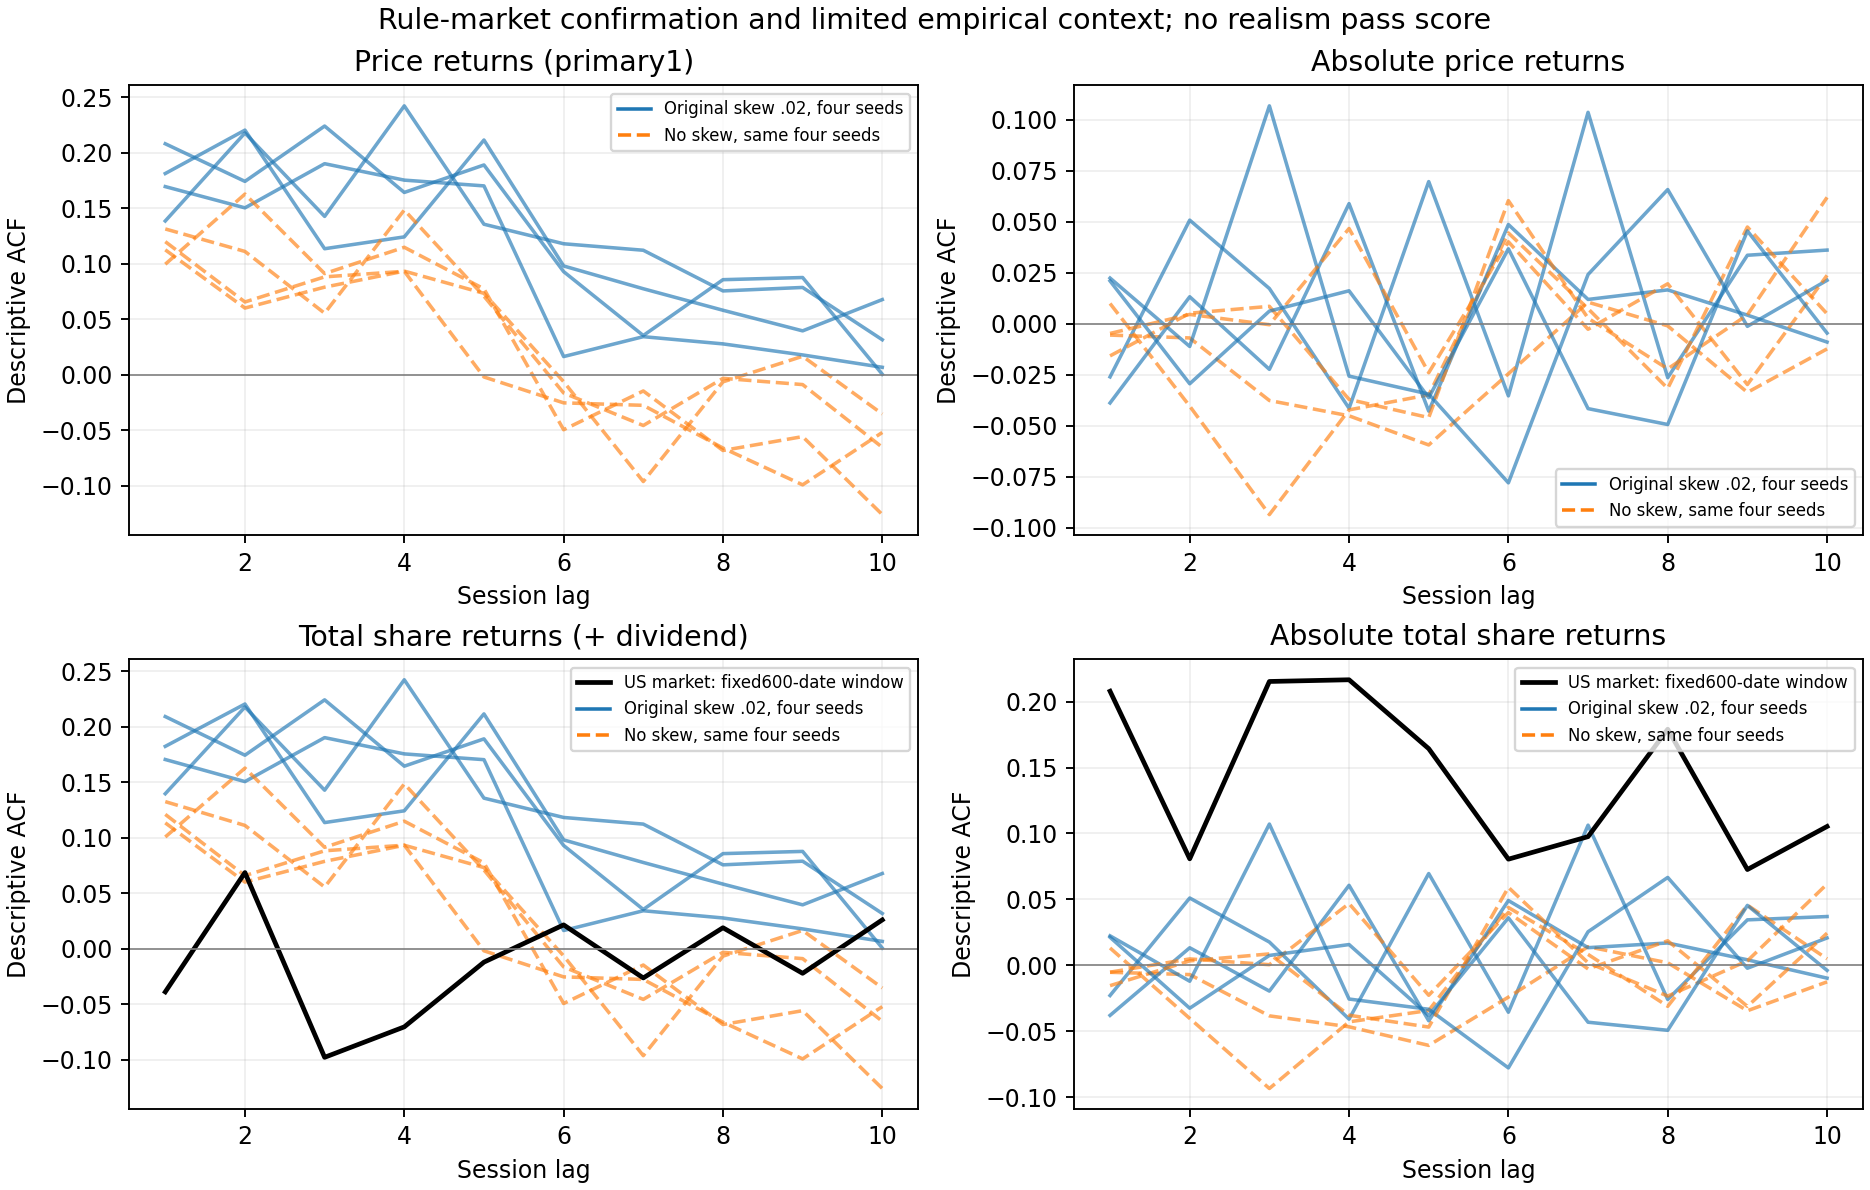 Rule-market confirmation and limited empirical context; no realism pass score
Price returns (primary1)
Descriptive ACF
0.25
0.20
0.15
0.10
0.05
0.00
−0.05
−0.10
Original skew .02, four seeds
No skew, same four seeds
2 4 6 8 10
Session lag
Absolute price returns
Descriptive ACF
0.100
0.075
0.050
0.025
0.000
−0.025
−0.050
−0.075
−0.100
Original skew .02, four seeds
No skew, same four seeds
2 4 6 8 10
Session lag
Total share returns (+ dividend)
Descriptive ACF
0.25
0.20
0.15
0.10
0.05
0.00
−0.05
−0.10
US market: fixed600-date window
Original skew .02, four seeds
No skew, same four seeds
2 4 6 8 10
Session lag
Absolute total share returns
Descriptive ACF
0.20
0.15
0.10
0.05
0.00
−0.05
−0.10
US market: fixed600-date window
Original skew .02, four seeds
No skew, same four seeds
2 4 6 8 10
Session lag